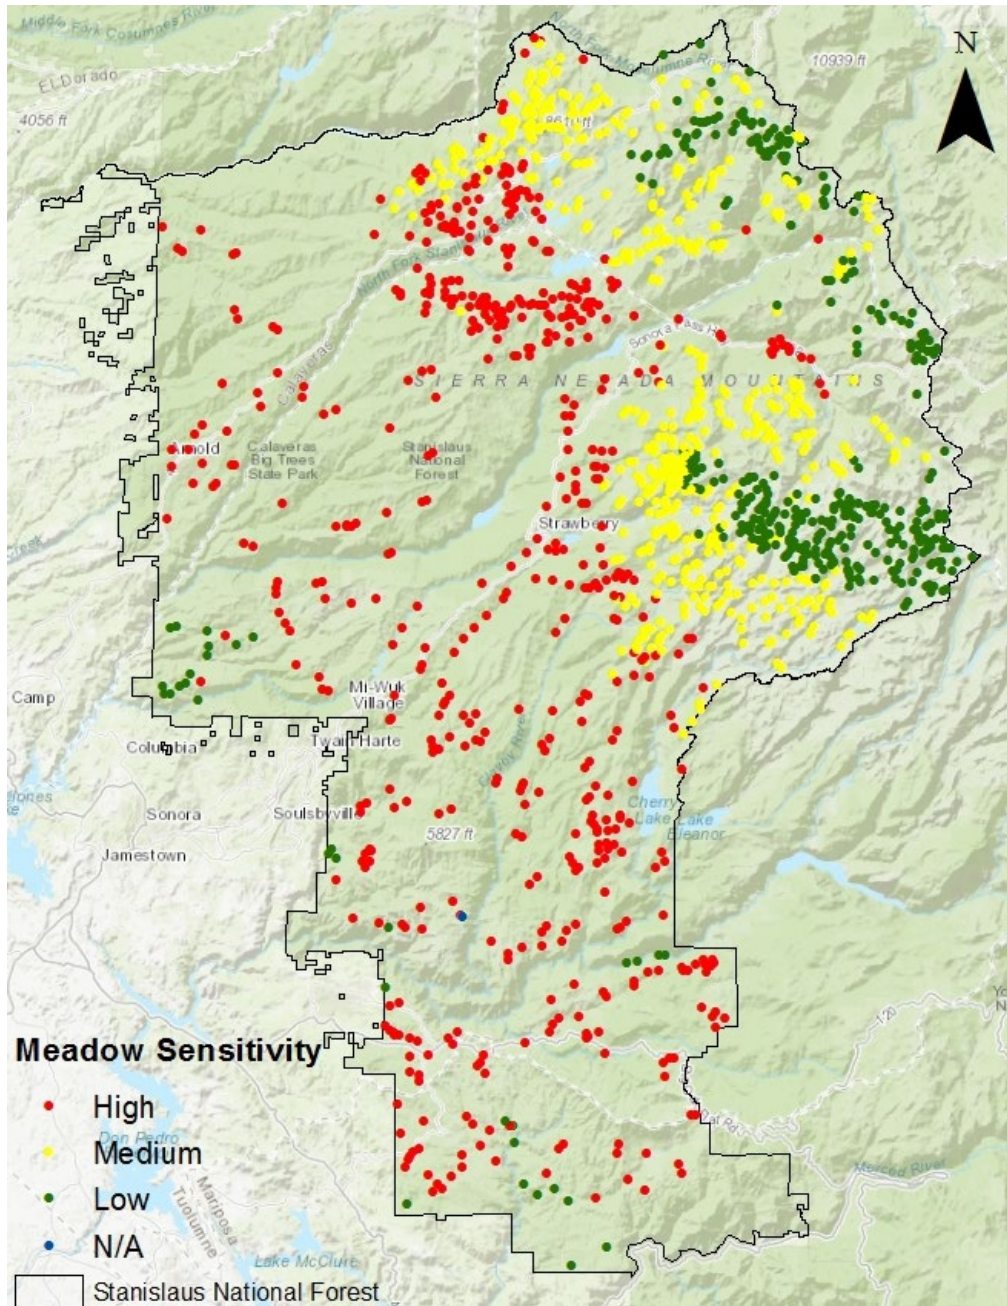 Middle Fork Cosumnes River
North Fork Mokelumne River
N
El Dorado
10939 ft
4056 ft
North Fork Stanislaus River
Sonora Pass Hwy
Calaveras
SIERRA NEVADA MOUNTAINS
Arnold
Calaveras
Big Trees
State Park
Stanislaus
National
Forest
Strawberry
Creek
Camp
Mi-Wuk
Village
Columbia
Twain Harte
Sonora
Soulsbyville
Cherry
Lake Lake
Eleanor
5827 ft
Jamestown
120
Meadow Sensitivity
High
Don Pedro
Medium
Merced River
Low
Mariposa
Tuolumne
N/A
Lake McClure
Stanislaus National Forest